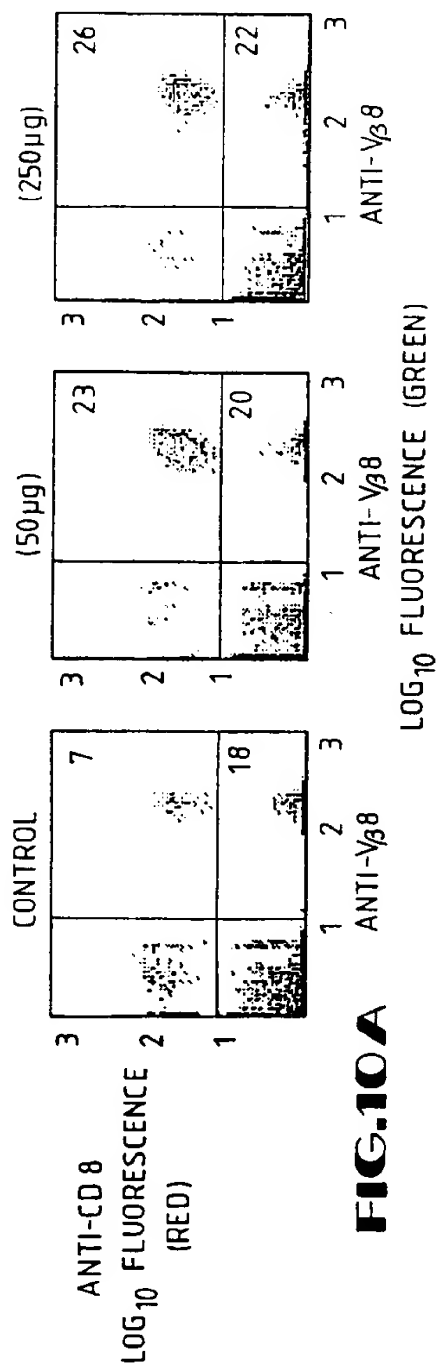 CONTROL
(50µg)
(250µg)
ANTI-CD8
LOG10 FLUORESCENCE
(RED)
3
2
1
7
18
1 2 3
ANTI-Vβ8
3
2
1
23
20
1 2 3
ANTI-Vβ8
3
2
1
26
22
1 2 3
ANTI-Vβ8
LOG10 FLUORESCENCE (GREEN)
FIG.10A